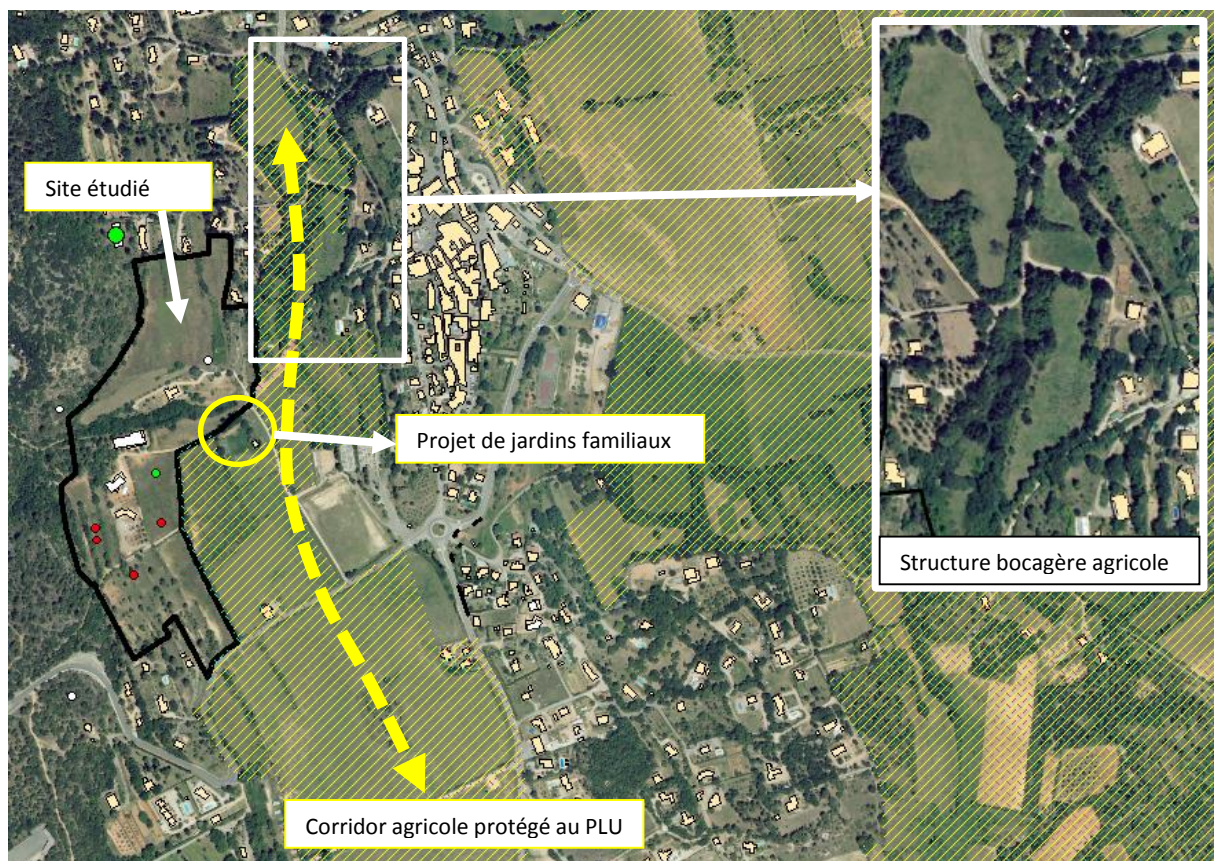 Site étudié
Projet de jardins familiaux
Structure bocagère agricole
Corridor agricole protégé au PLU